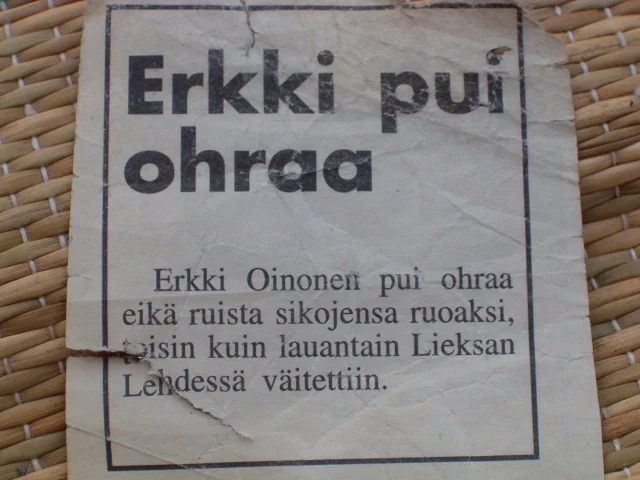 Erkki pui
ohraa
Erkki Oinonen pui ohraa
eikä ruista sikojensa ruoaksi,
toisin kuin lauantain Lieksan
Lehdessä väitettiin.